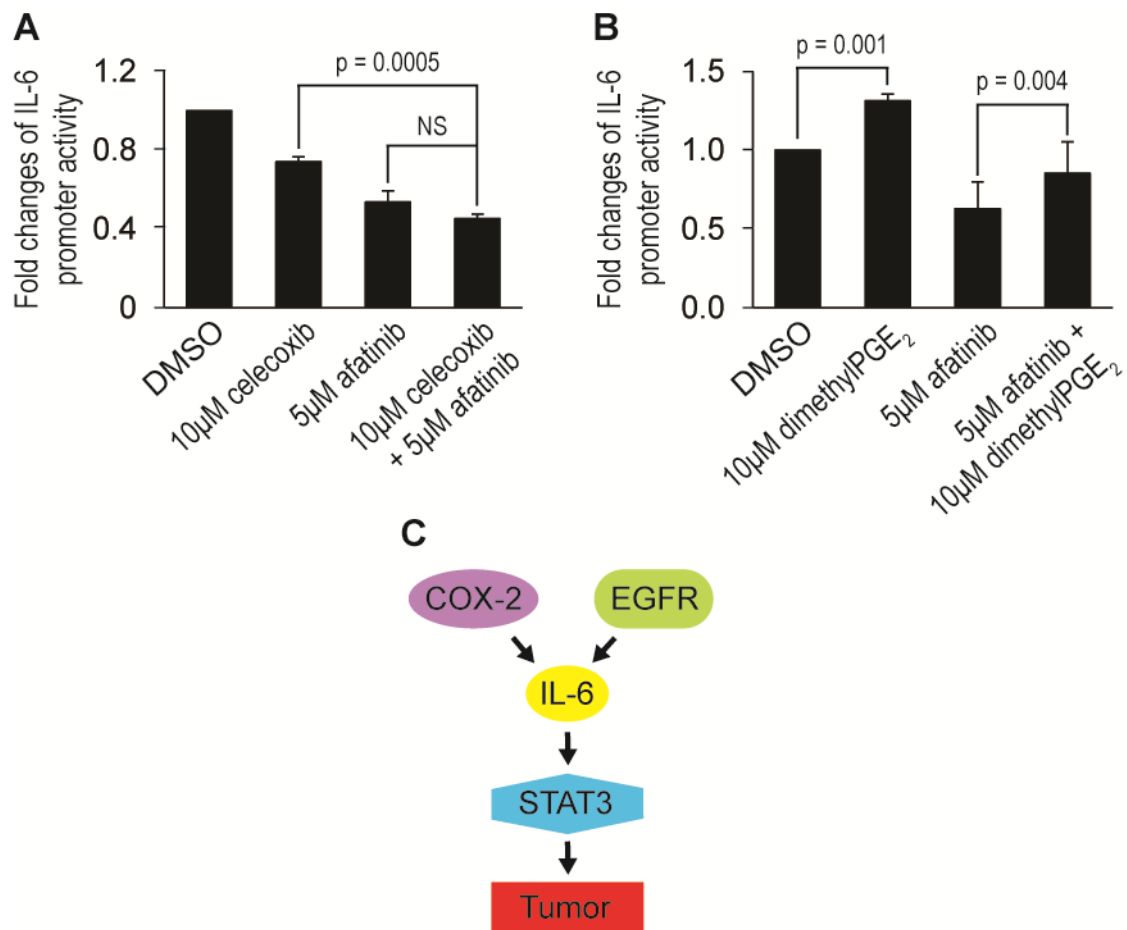 A
Fold changes of IL-6
promoter activity
1.2
0.8
0.4
0
p = 0.0005
NS
DMSO
10µM celecoxib
5µM afatinib
10µM celecoxib
+ 5µM afatinib
B
Fold changes of IL-6
promoter activity
1.5
1.0
0.5
0.0
p = 0.001
p = 0.004
DMSO
10µM dimethylPGE₂
5µM afatinib
5µM afatinib +
10µM dimethylPGE₂
C
COX-2
EGFR
IL-6
STAT3
Tumor